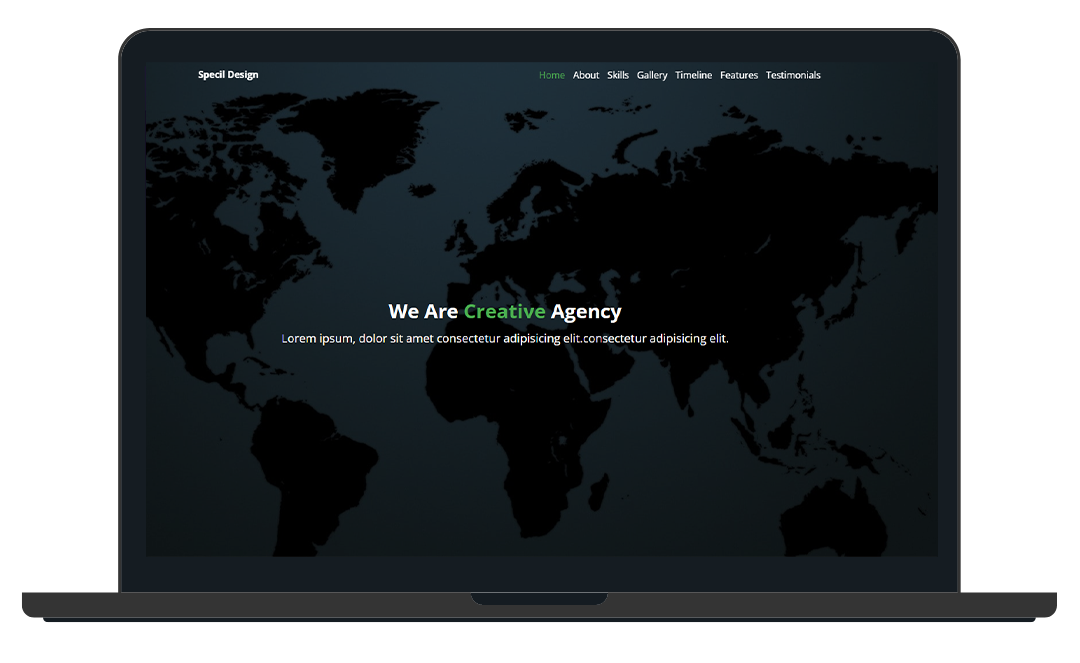 Specil Design
Home About Skills Gallery Timeline Features Testimonials
We Are Creative Agency
Lorem ipsum, dolor sit amet consectetur adipisicing elit.consectetur adipisicing elit.